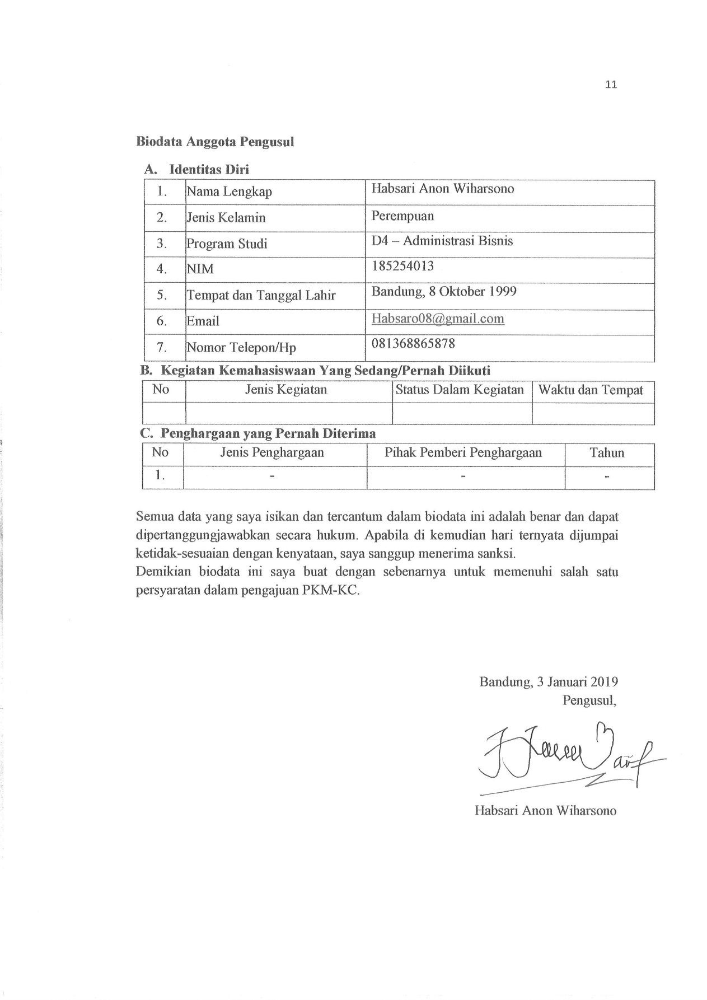 11
Biodata Anggota Pengusul
A. Identitas Diri
1. Nama Lengkap Habsari Anon Wiharsono
2. Jenis Kelamin Perempuan
3. Program Studi D4 – Administrasi Bisnis
4. NIM 185254013
5. Tempat dan Tanggal Lahir Bandung, 8 Oktober 1999
6. Email Habsaro08@gmail.com
7. Nomor Telepon/Hp 081368865878
B. Kegiatan Kemahasiswaan Yang Sedang/Pernah Diikuti
No Jenis Kegiatan Status Dalam Kegiatan Waktu dan Tempat
C. Penghargaan yang Pernah Diterima
No Jenis Penghargaan Pihak Pemberi Penghargaan Tahun
1. - - -
Semua data yang saya isikan dan tercantum dalam biodata ini adalah benar dan dapat
dipertanggungjawabkan secara hukum. Apabila di kemudian hari ternyata dijumpai
ketidak-sesuaian dengan kenyataan, saya sanggup menerima sanksi.
Demikian biodata ini saya buat dengan sebenarnya untuk memenuhi salah satu
persyaratan dalam pengajuan PKM-KC.
Bandung, 3 Januari 2019
Pengusul,
Habsari Anon Wiharsono